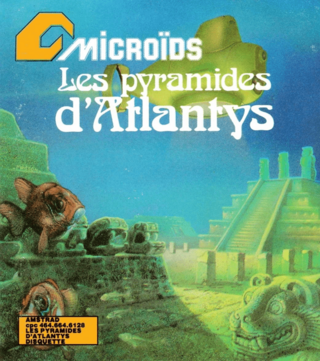 MICROÏDS
Les pyramides
d'Atlantys
AMSTRAD
cpc 464.664.6128
LES PYRAMIDES
D'ATLANTYS
DISQUETTE